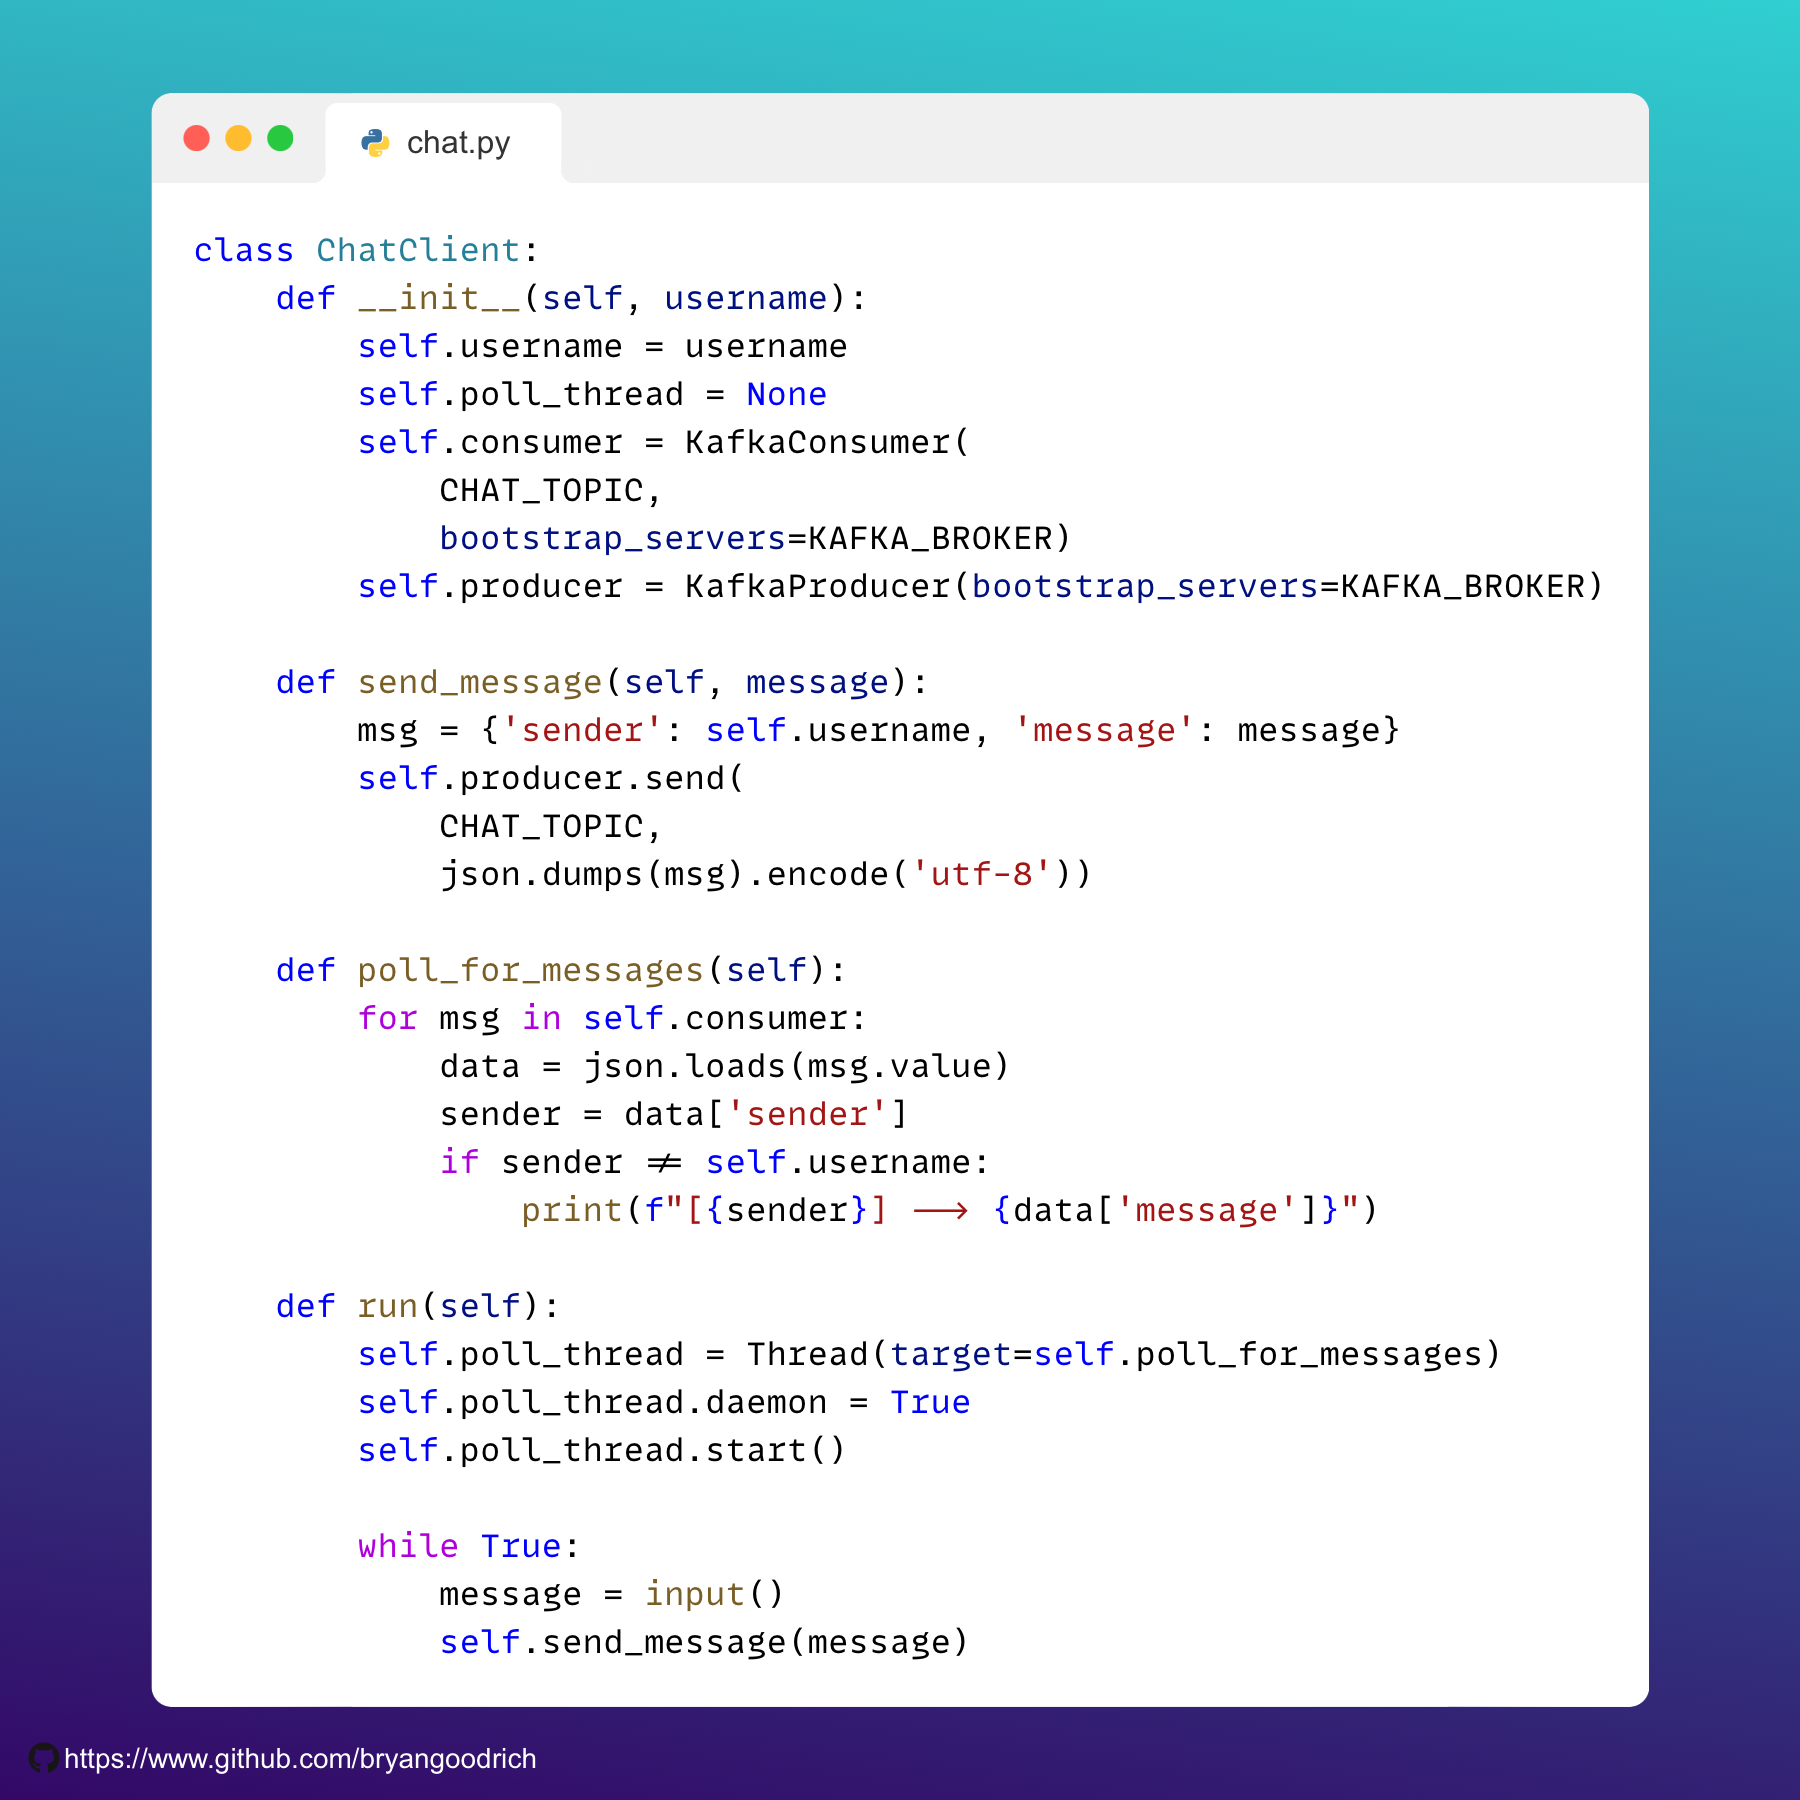 chat.py
class ChatClient:
    def __init__(self, username):
        self.username = username
        self.poll_thread = None
        self.consumer = KafkaConsumer(
            CHAT_TOPIC,
            bootstrap_servers=KAFKA_BROKER)
        self.producer = KafkaProducer(bootstrap_servers=KAFKA_BROKER)

    def send_message(self, message):
        msg = {'sender': self.username, 'message': message}
        self.producer.send(
            CHAT_TOPIC,
            json.dumps(msg).encode('utf-8'))

    def poll_for_messages(self):
        for msg in self.consumer:
            data = json.loads(msg.value)
            sender = data['sender']
            if sender != self.username:
                print(f"[{sender}] --> {data['message']}")

    def run(self):
        self.poll_thread = Thread(target=self.poll_for_messages)
        self.poll_thread.daemon = True
        self.poll_thread.start()

        while True:
            message = input()
            self.send_message(message)
https://www.github.com/bryangoodrich